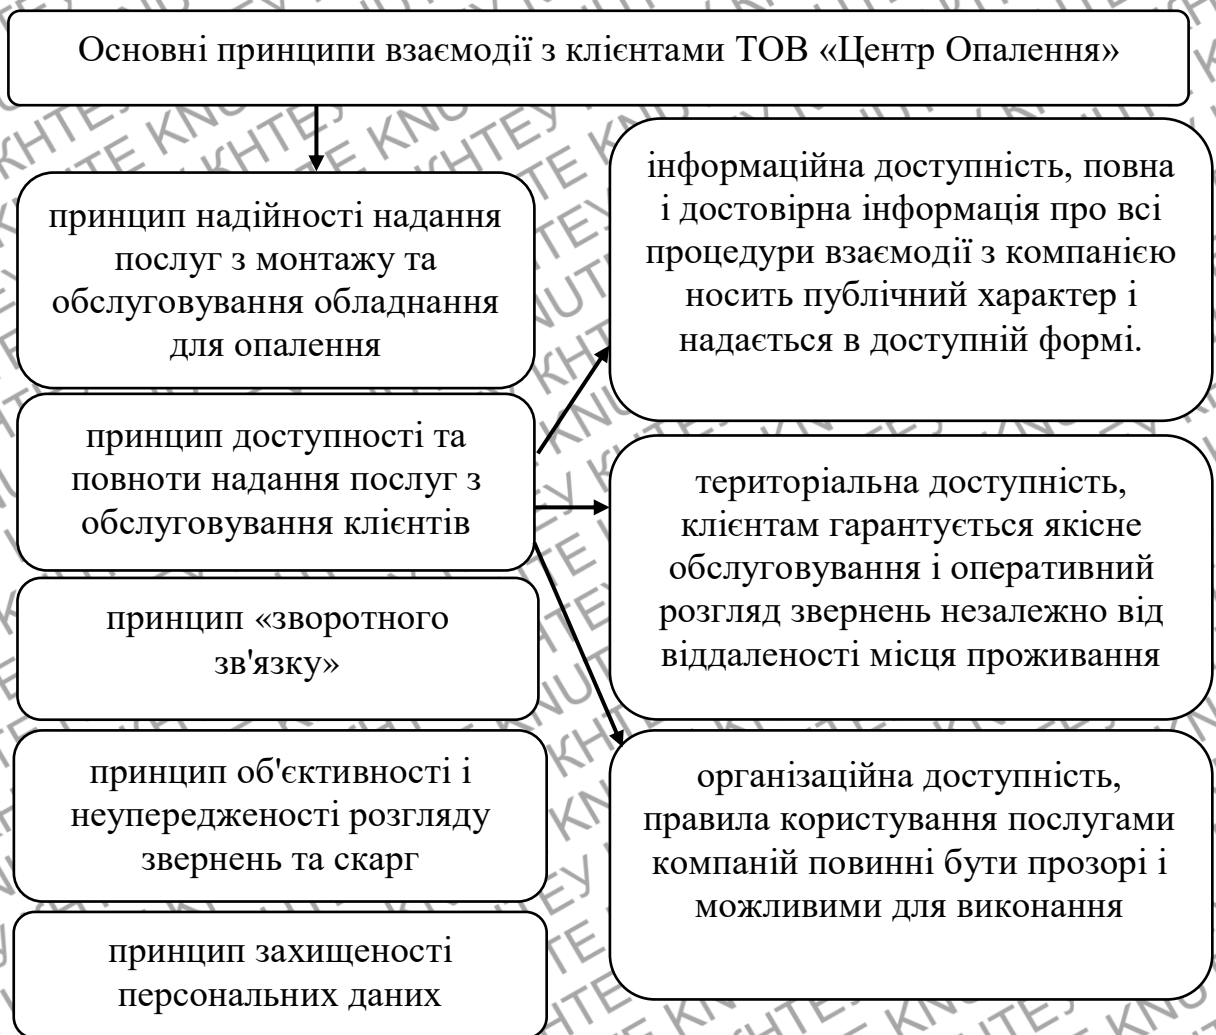 Основні принципи взаємодії з клієнтами ТОВ «Центр Опалення»
принцип надійності надання
послуг з монтажу та
обслуговування обладнання
для опалення
принцип доступності та
повноти надання послуг з
обслуговування клієнтів
принцип «зворотного
зв'язку»
принцип об'єктивності і
неупередженості розгляду
звернень та скарг
принцип захищеності
персональних даних
інформаційна доступність, повна
і достовірна інформація про всі
процедури взаємодії з компанією
носить публічний характер і
надається в доступній формі.
територіальна доступність,
клієнтам гарантується якісне
обслуговування і оперативний
розгляд звернень незалежно від
віддаленості місця проживання
організаційна доступність,
правила користування послугами
компаній повинні бути прозорі і
можливими для виконання